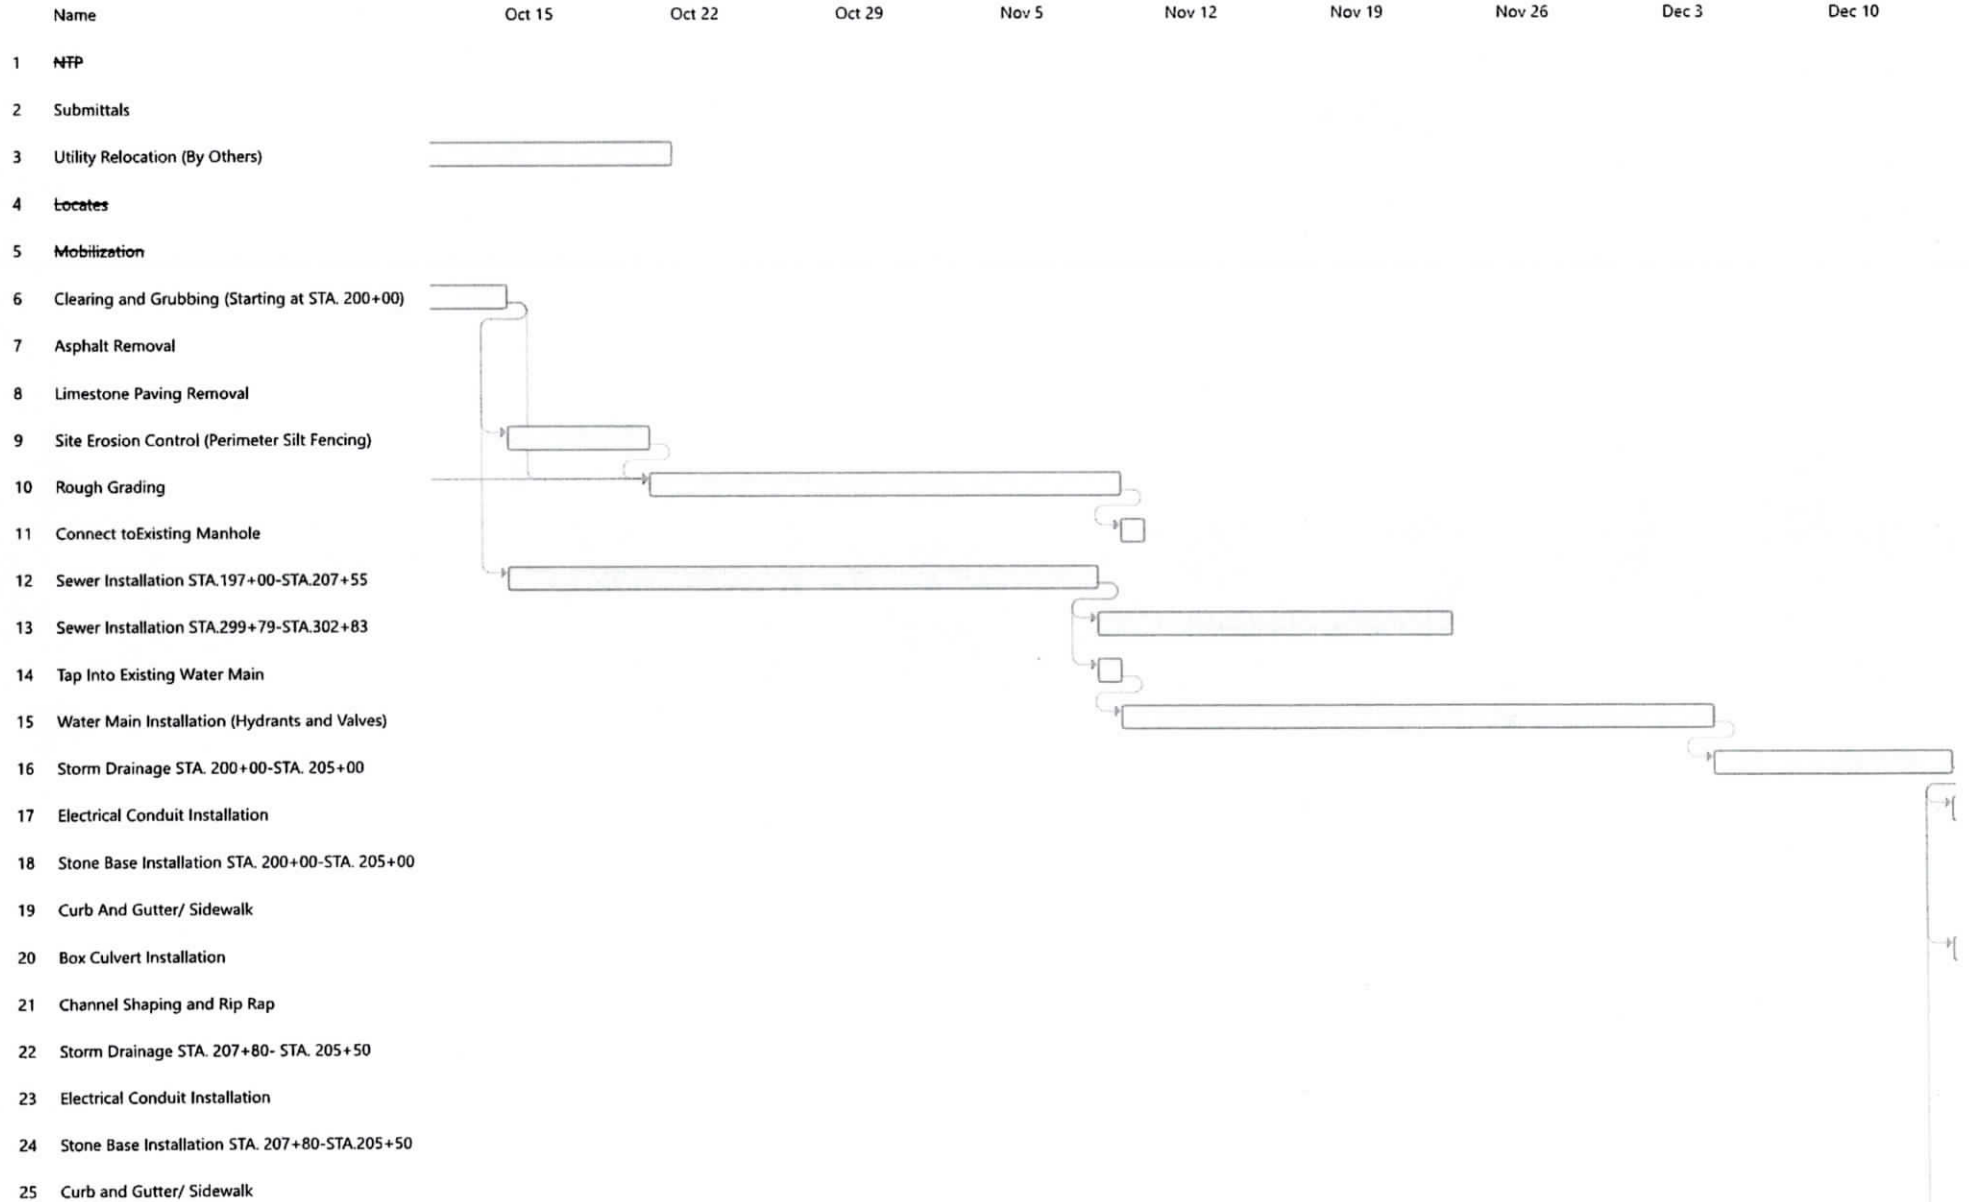 Name Oct 15 Oct 22 Oct 29 Nov 5 Nov 12 Nov 19 Nov 26 Dec 3 Dec 10
1 NTP
2 Submittals
3 Utility Relocation (By Others)
4 Locates
5 Mobilization
6 Clearing and Grubbing (Starting at STA. 200+00)
7 Asphalt Removal
8 Limestone Paving Removal
9 Site Erosion Control (Perimeter Silt Fencing)
10 Rough Grading
11 Connect toExisting Manhole
12 Sewer Installation STA.197+00-STA.207+55
13 Sewer Installation STA.299+79-STA.302+83
14 Tap Into Existing Water Main
15 Water Main Installation (Hydrants and Valves)
16 Storm Drainage STA. 200+00-STA. 205+00
17 Electrical Conduit Installation
18 Stone Base Installation STA. 200+00-STA. 205+00
19 Curb And Gutter/ Sidewalk
20 Box Culvert Installation
21 Channel Shaping and Rip Rap
22 Storm Drainage STA. 207+80- STA. 205+50
23 Electrical Conduit Installation
24 Stone Base Installation STA. 207+80-STA.205+50
25 Curb and Gutter/ Sidewalk